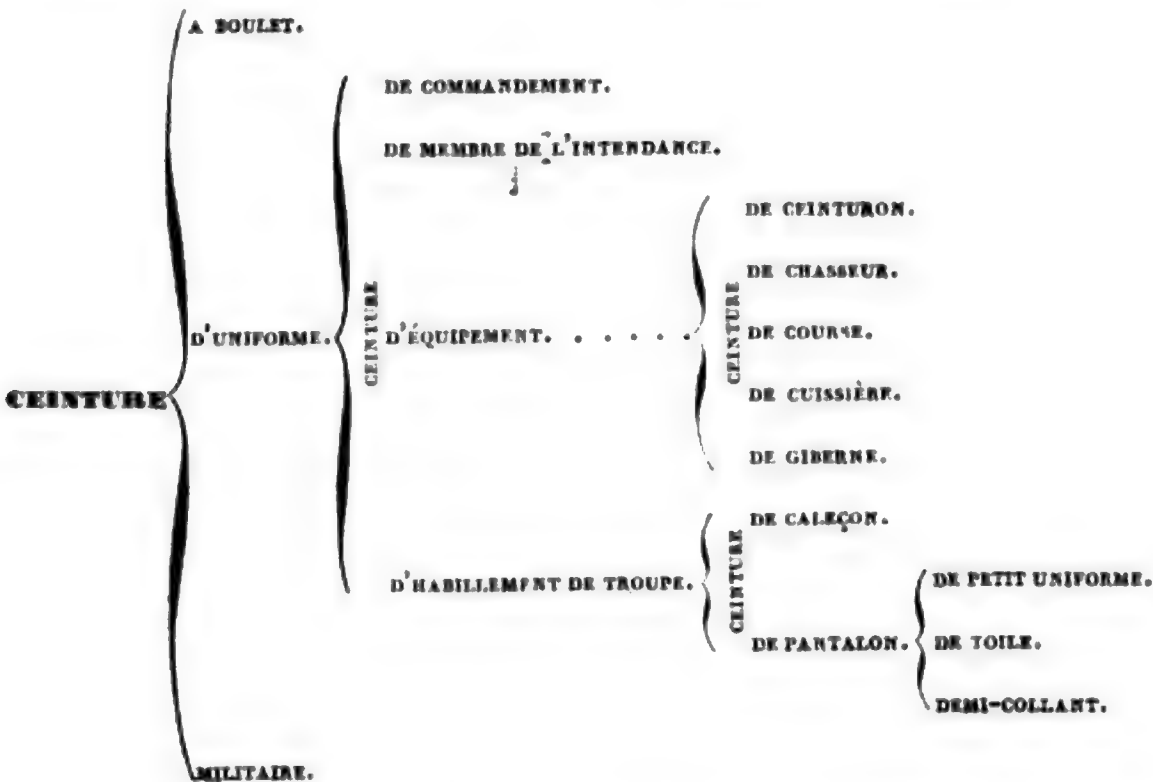 A BOULET.
DE COMMANDEMENT.
DE MEMBRE DE L'INTENDANCE.
DE CEINTURON.
DE CHASSEUR.
D'UNIFORME.
CEINTURE
D'ÉQUIPEMENT. . . . . .
CEINTURE
DE COURSE.
CEINTURE
DE CUISSIÈRE.
DE GIBERNE.
DE CALEÇON.
D'HABILLEMENT DE TROUPE.
CEINTURE
DE PETIT UNIFORME.
DE PANTALON.
DE TOILE.
DEMI-COLLANT.
MILITAIRE.